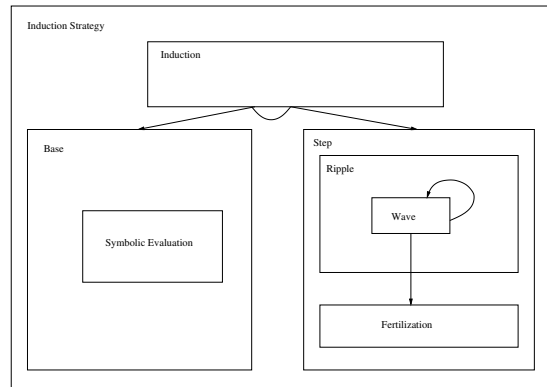 Induction Strategy
Induction
Base
Step
Ripple
Wave
Symbolic Evaluation
Fertilization